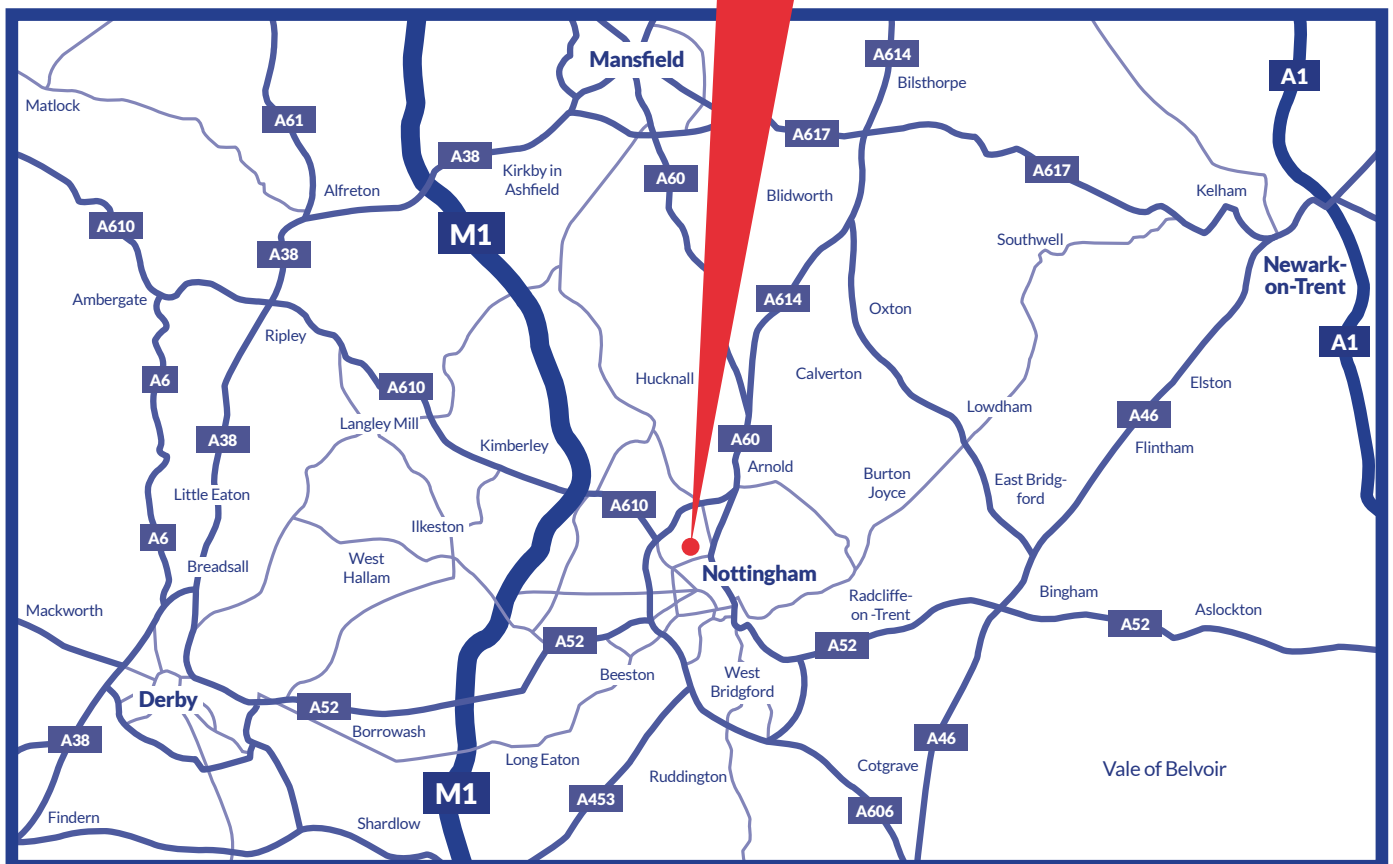 Mansfield
A614
Bilsthorpe
A1
Matlock
A61
A617
A38
Kirkby in
Ashfield
A60
A617
Alfreton
Blidworth
Kelham
A610
M1
Southwell
A38
Newark-
on-Trent
Ambergate
A614
Oxton
Ripley
A1
A6
A610
Hucknall
Calverton
Elston
Lowdham
A46
Langley Mill
A38
Kimberley
A60
Flintham
Arnold
Little Eaton
Burton
Joyce
East Bridg-
ford
A610
Ilkeston
A6
Breadsall
West
Hallam
Nottingham
Mackworth
Radcliffe-
on -Trent
Bingham
Aslockton
A52
A52
A52
Beeston
West
Bridgford
Derby
A52
Borrowash
A38
A46
Long Eaton
Cotgrave
Vale of Belvoir
Ruddington
M1
A453
A606
Findern
Shardlow